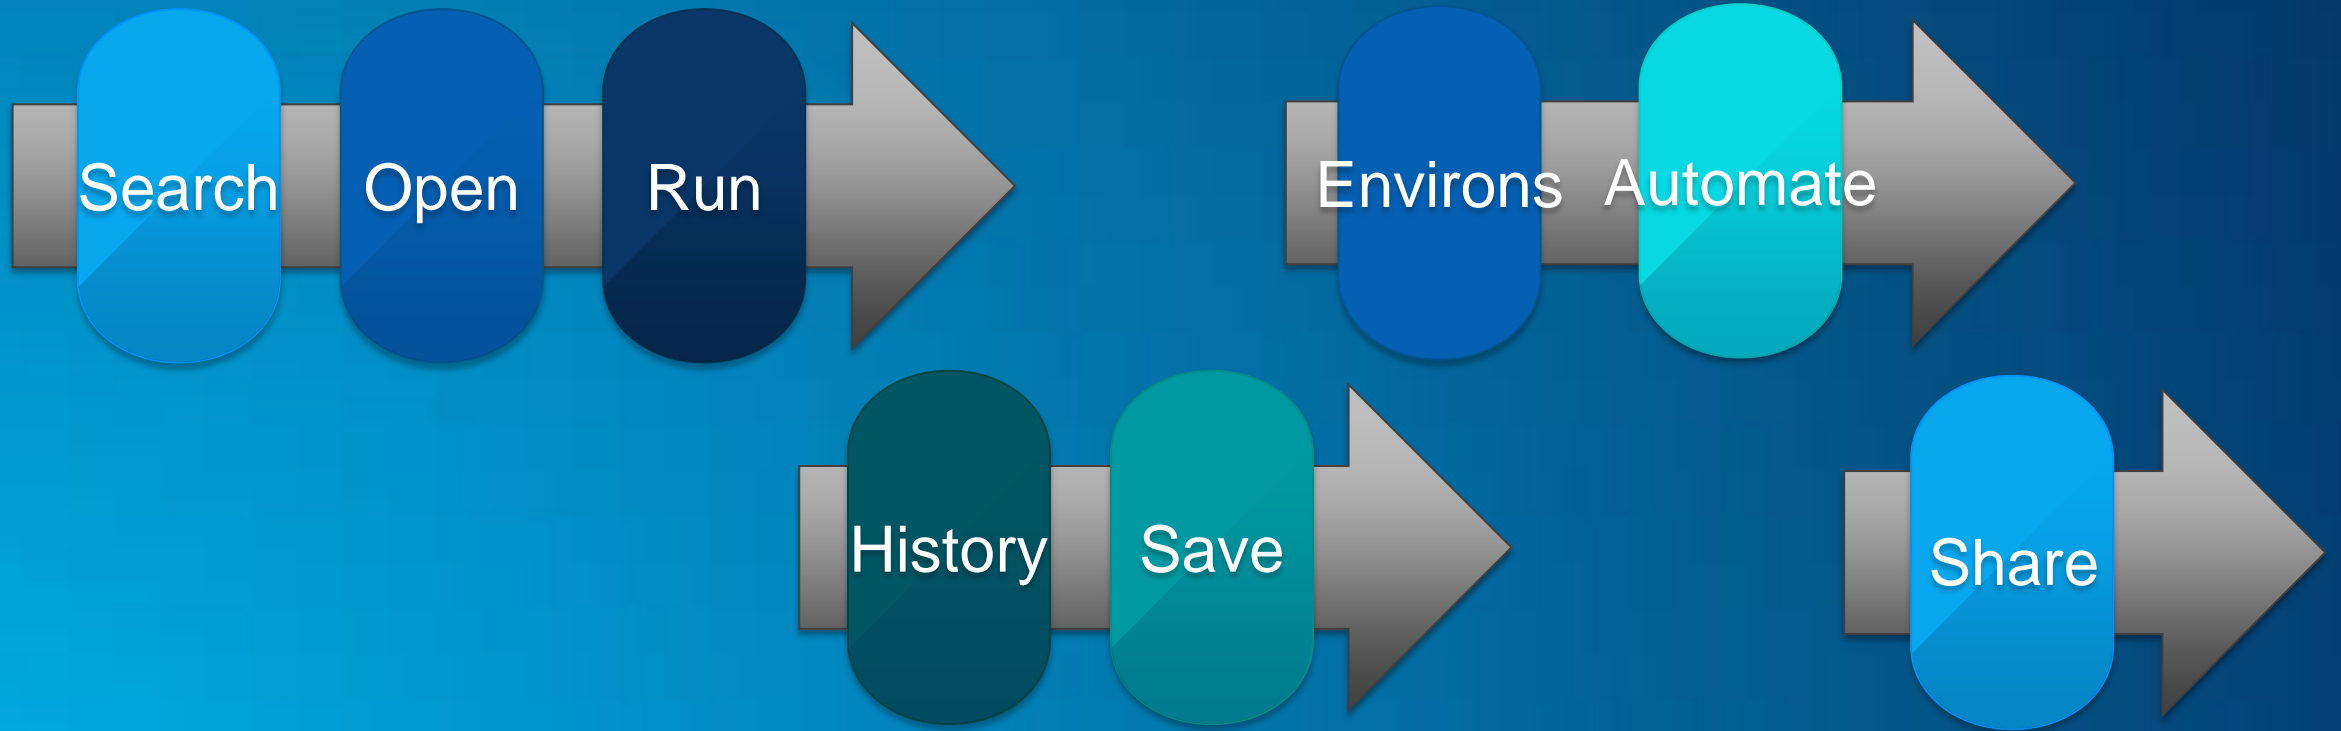 Search
Open
Run
Environs
Automate
History
Save
Share